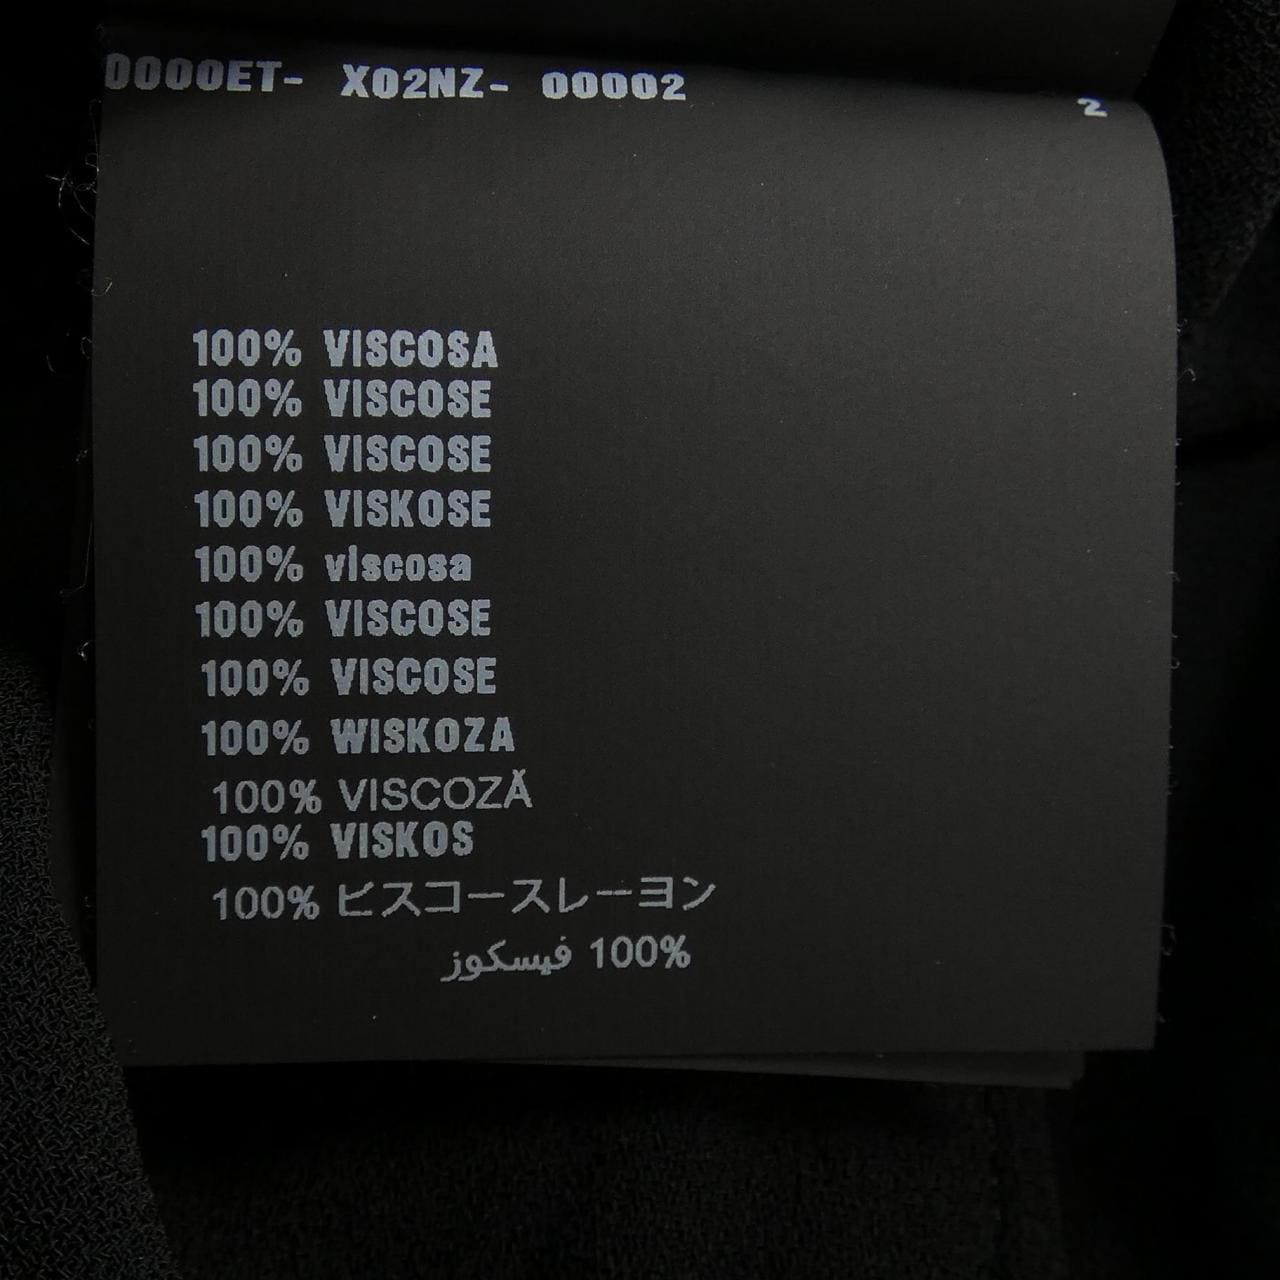 0000ET- X02NZ- 00002 2
100% VISCOSA
100% VISCOSE
100% VISCOSE
100% VISKOSE
100% viscosa
100% VISCOSE
100% VISCOSE
100% WISKOZA
100% VISCOZĂ
100% VISKOS
100% ビスコースレーヨン
100% فيسكوز